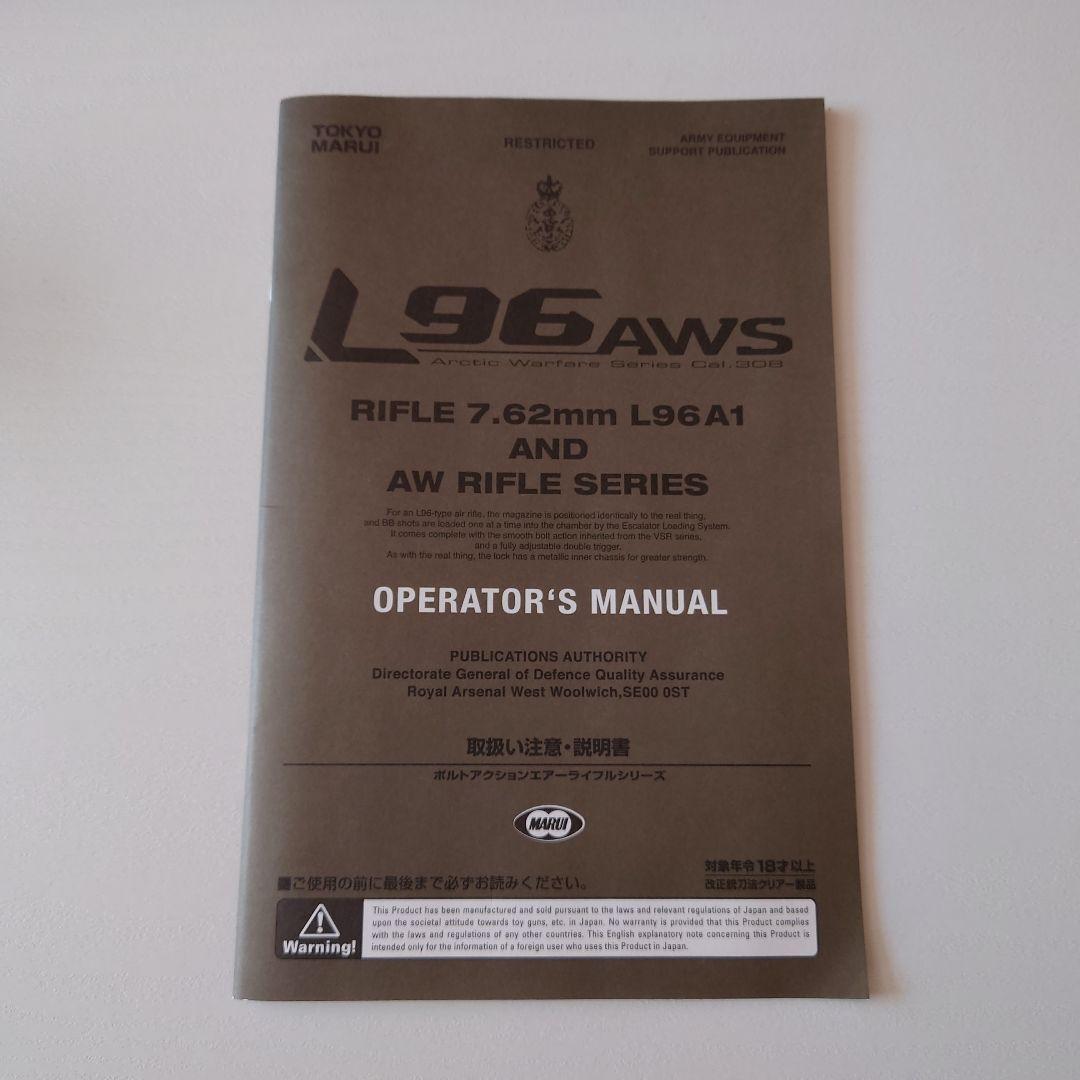 TOKYO
MARUI
RESTRICTED
ARMY EQUIPMENT
SUPPORT PUBLICATION
L96 AWS
Arctic Warfare Series Cal.308
RIFLE 7.62mm L96A1
AND
AW RIFLE SERIES
For an L96-type air rifle, the magazine is positioned identically to the real thing,
and BB shots are loaded one at a time into the chamber by the Escalator Loading System.
It comes complete with the smooth bolt action inherited from the VSR series,
and a fully adjustable double trigger.
As with the real thing, the lock has a metallic inner chassis for greater strength.
OPERATOR‘S MANUAL
PUBLICATIONS AUTHORITY
Directorate General of Defence Quality Assurance
Royal Arsenal West Woolwich,SE00 0ST
取扱い注意・説明書
ボルトアクションエアーライフルシリーズ
MARUI
対象年令18才以上
改正銃刀法クリアー製品
■ご使用の前に最後まで必ずお読みください。
Warning!
This Product has been manufactured and sold pursuant to the laws and relevant regulations of Japan and based
upon the societal attitude towards toy guns, etc. in Japan. No warranty is provided that this Product complies
with the laws and regulations of any other countries. This English explanatory note concerning this Product is
intended only for the information of a foreign user who uses this Product in Japan.